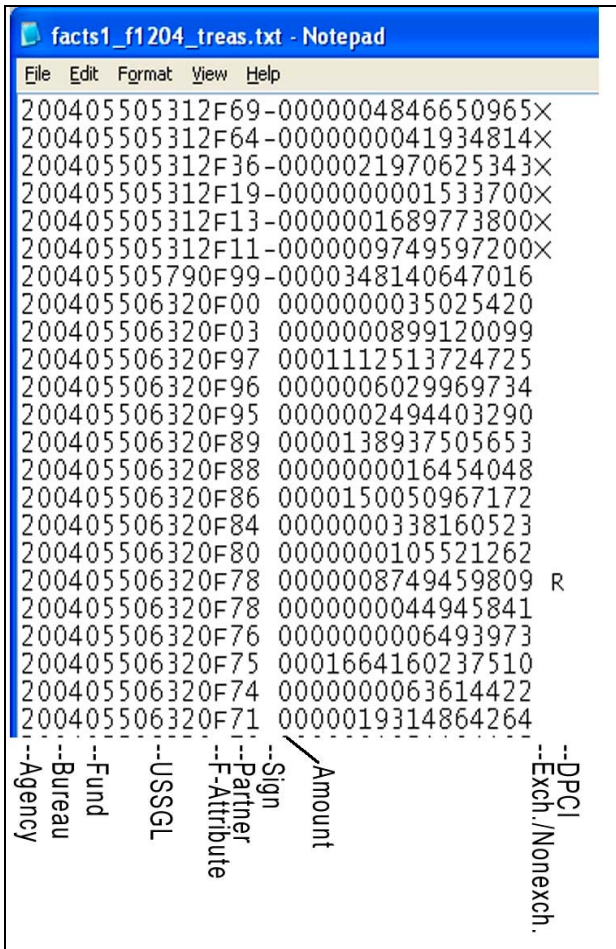 facts1_f1204_treas.txt - Notepad
File Edit Format View Help
200405505312F69-0000004846650965X
200405505312F64-0000000041934814X
200405505312F36-0000021970625343X
200405505312F19-0000000001533700X
200405505312F13-0000001689773800X
200405505312F11-0000009749597200X
200405505790F99-0000348140647016
200405506320F00 0000000035025420
200405506320F03 0000000899120099
200405506320F97 0001112513724725
200405506320F96 0000006029969734
200405506320F95 0000002494403290
200405506320F89 0000138937505653
200405506320F88 0000000016454048
200405506320F86 0000150050967172
200405506320F84 0000000338160523
200405506320F80 0000000105521262
200405506320F78 0000008749459809 R
200405506320F78 0000000044945841
200405506320F76 0000000006493973
200405506320F75 0001664160237510
200405506320F74 0000000063614422
200405506320F71 0000019314864264
--Agency
--Bureau
--Fund
--USSGL
--F-Attribute
--Partner
--Sign
Amount
--Exch./Nonexch.
--DPCI